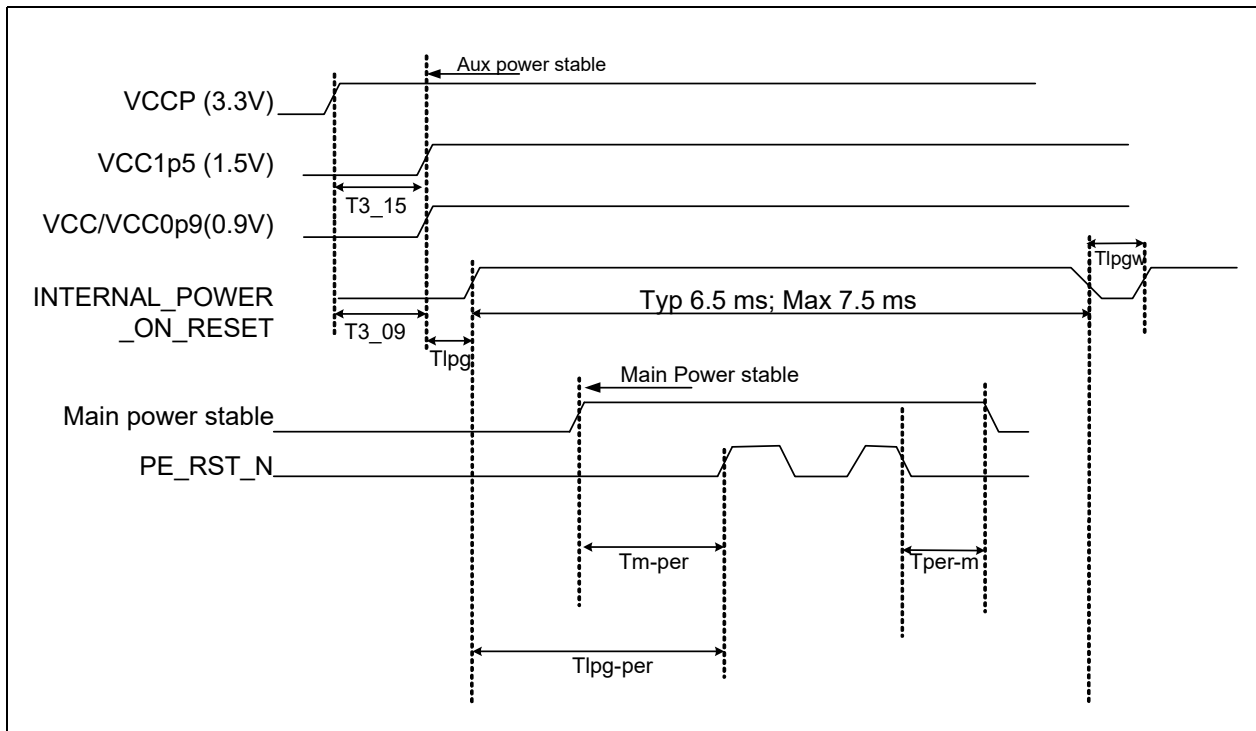 Aux power stable
VCCP (3.3V)
VCC1p5 (1.5V)
T3_15
VCC/VCC0p9(0.9V)
Tlpgw
INTERNAL_POWER
_ON_RESET
Typ 6.5 ms; Max 7.5 ms
T3_09
Tlpg
Main Power stable
Main power stable
PE_RST_N
Tm-per
Tper-m
Tlpg-per